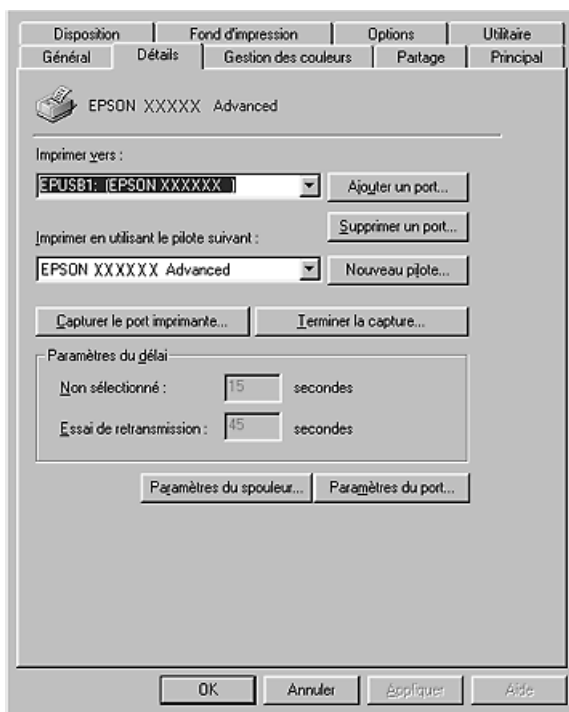 Disposition Fond d'impression Options Utilitaire
Général Détails Gestion des couleurs Partage Principal
EPSON XXXXX Advanced
Imprimer vers :
EPUSB1: (EPSON XXXXXX ) Ajouter un port...
Supprimer un port...
Imprimer en utilisant le pilote suivant :
EPSON XXXXXX Advanced Nouveau pilote...
Capturer le port imprimante... Terminer la capture...
Paramètres du délai
Non sélectionné : 15 secondes
Essai de retransmission : 45 secondes
Paramètres du spouleur... Paramètres du port...
OK Annuler Appliquer Aide